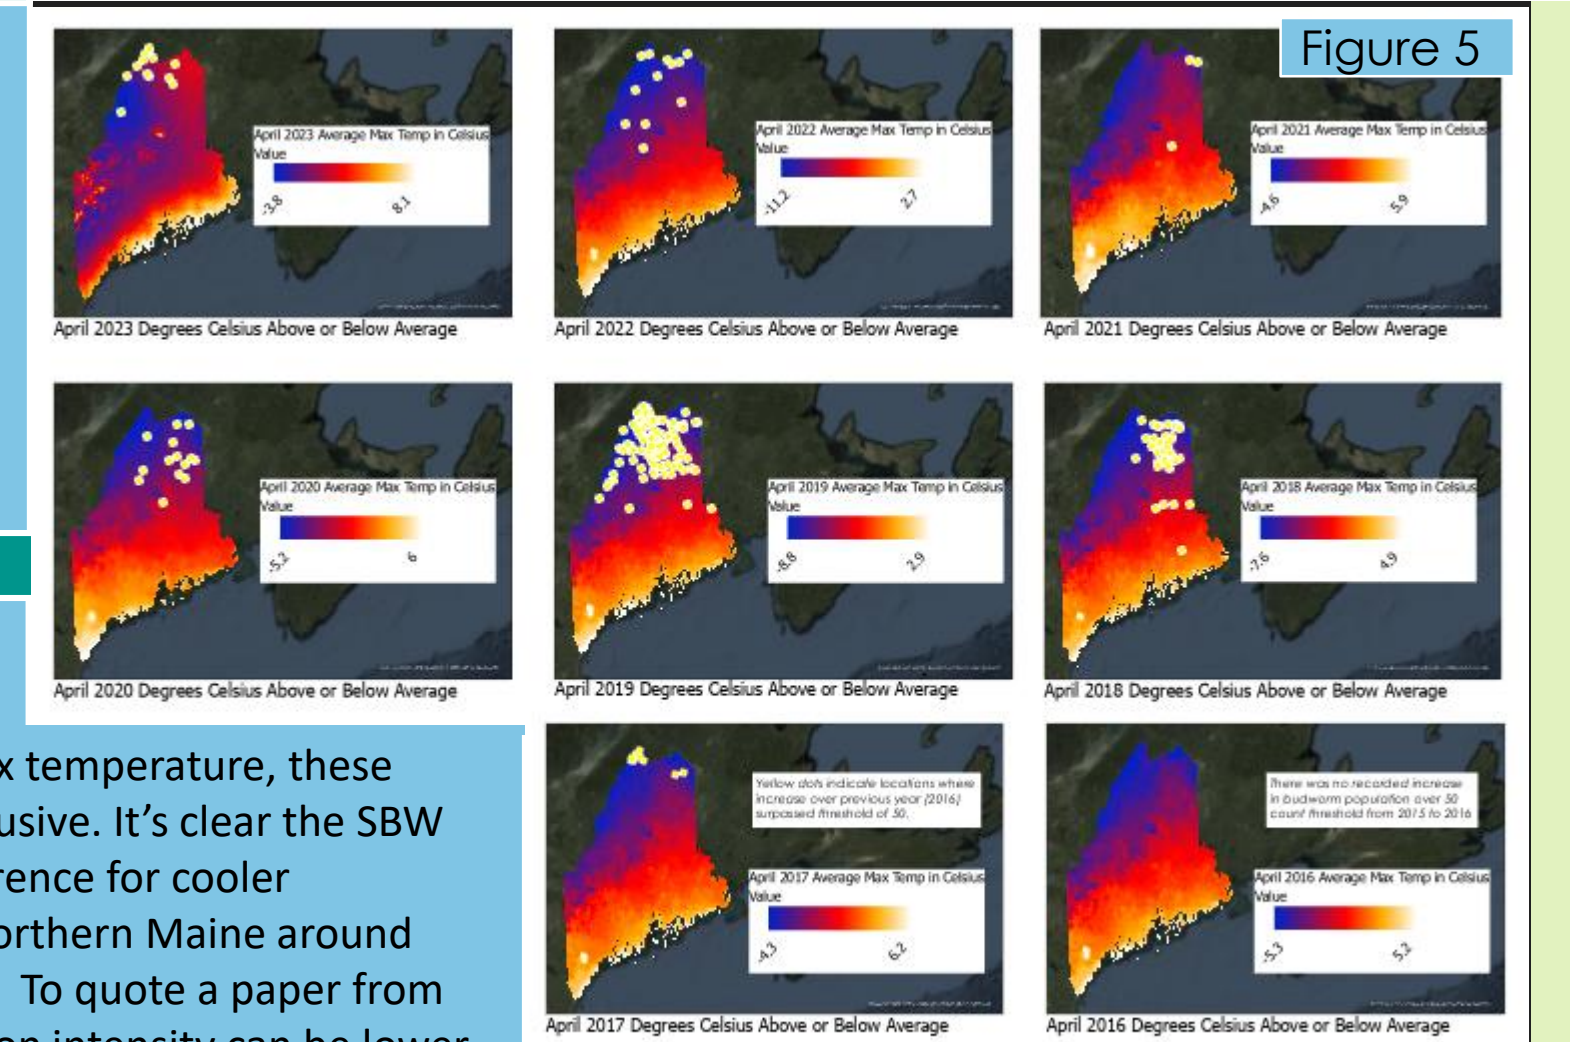 Figure 5
April 2023 Average Max Temp in Celsius
Value
-3.8
8.1
April 2023 Degrees Celsius Above or Below Average
April 2022 Average Max Temp in Celsius
Value
-11.2
2.7
April 2022 Degrees Celsius Above or Below Average
April 2021 Average Max Temp in Celsius
Value
-4.6
5.9
April 2021 Degrees Celsius Above or Below Average
April 2020 Average Max Temp in Celsius
Value
-5.2
6
April 2020 Degrees Celsius Above or Below Average
April 2019 Average Max Temp in Celsius
Value
-8.8
2.9
April 2019 Degrees Celsius Above or Below Average
April 2018 Average Max Temp in Celsius
Value
-7.6
4.9
April 2018 Degrees Celsius Above or Below Average
x temperature, these
usive. It’s clear the SBW
rence for cooler
orthern Maine around
To quote a paper from
on intensity can be lower
Yellow dots indicate locations where
increase over previous year (2016)
surpassed threshold of 50.
April 2017 Average Max Temp in Celsius
Value
-4.3
6.2
April 2017 Degrees Celsius Above or Below Average
There was no recorded increase
in budworm population over 50
count threshold from 2015 to 2016
April 2016 Average Max Temp in Celsius
Value
-5.3
5.2
April 2016 Degrees Celsius Above or Below Average